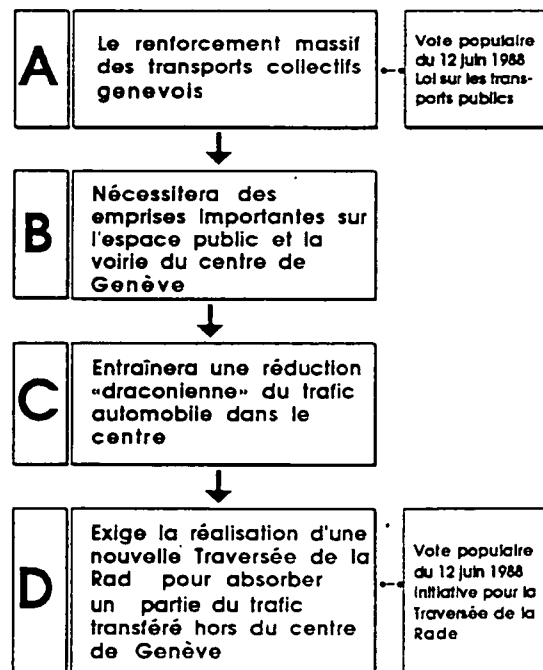 A
Le renforcement massif
des transports collectifs
genevois
Vote populaire
du 12 juin 1988
Loi sur les trans-
ports publics
B
Nécessitera des
emprises importantes sur
l'espace public et la
voirie du centre de
Genève
C
Entraînera une réduction
«draconienne» du trafic
automobile dans le
centre
D
Exige la réalisation d'une
nouvelle Traversée de la
Rad pour absorber
un partie du trafic
transféré hors du centre
de Genève
Vote populaire
du 12 juin 1988
Initiative pour la
Traversée de la
Rade